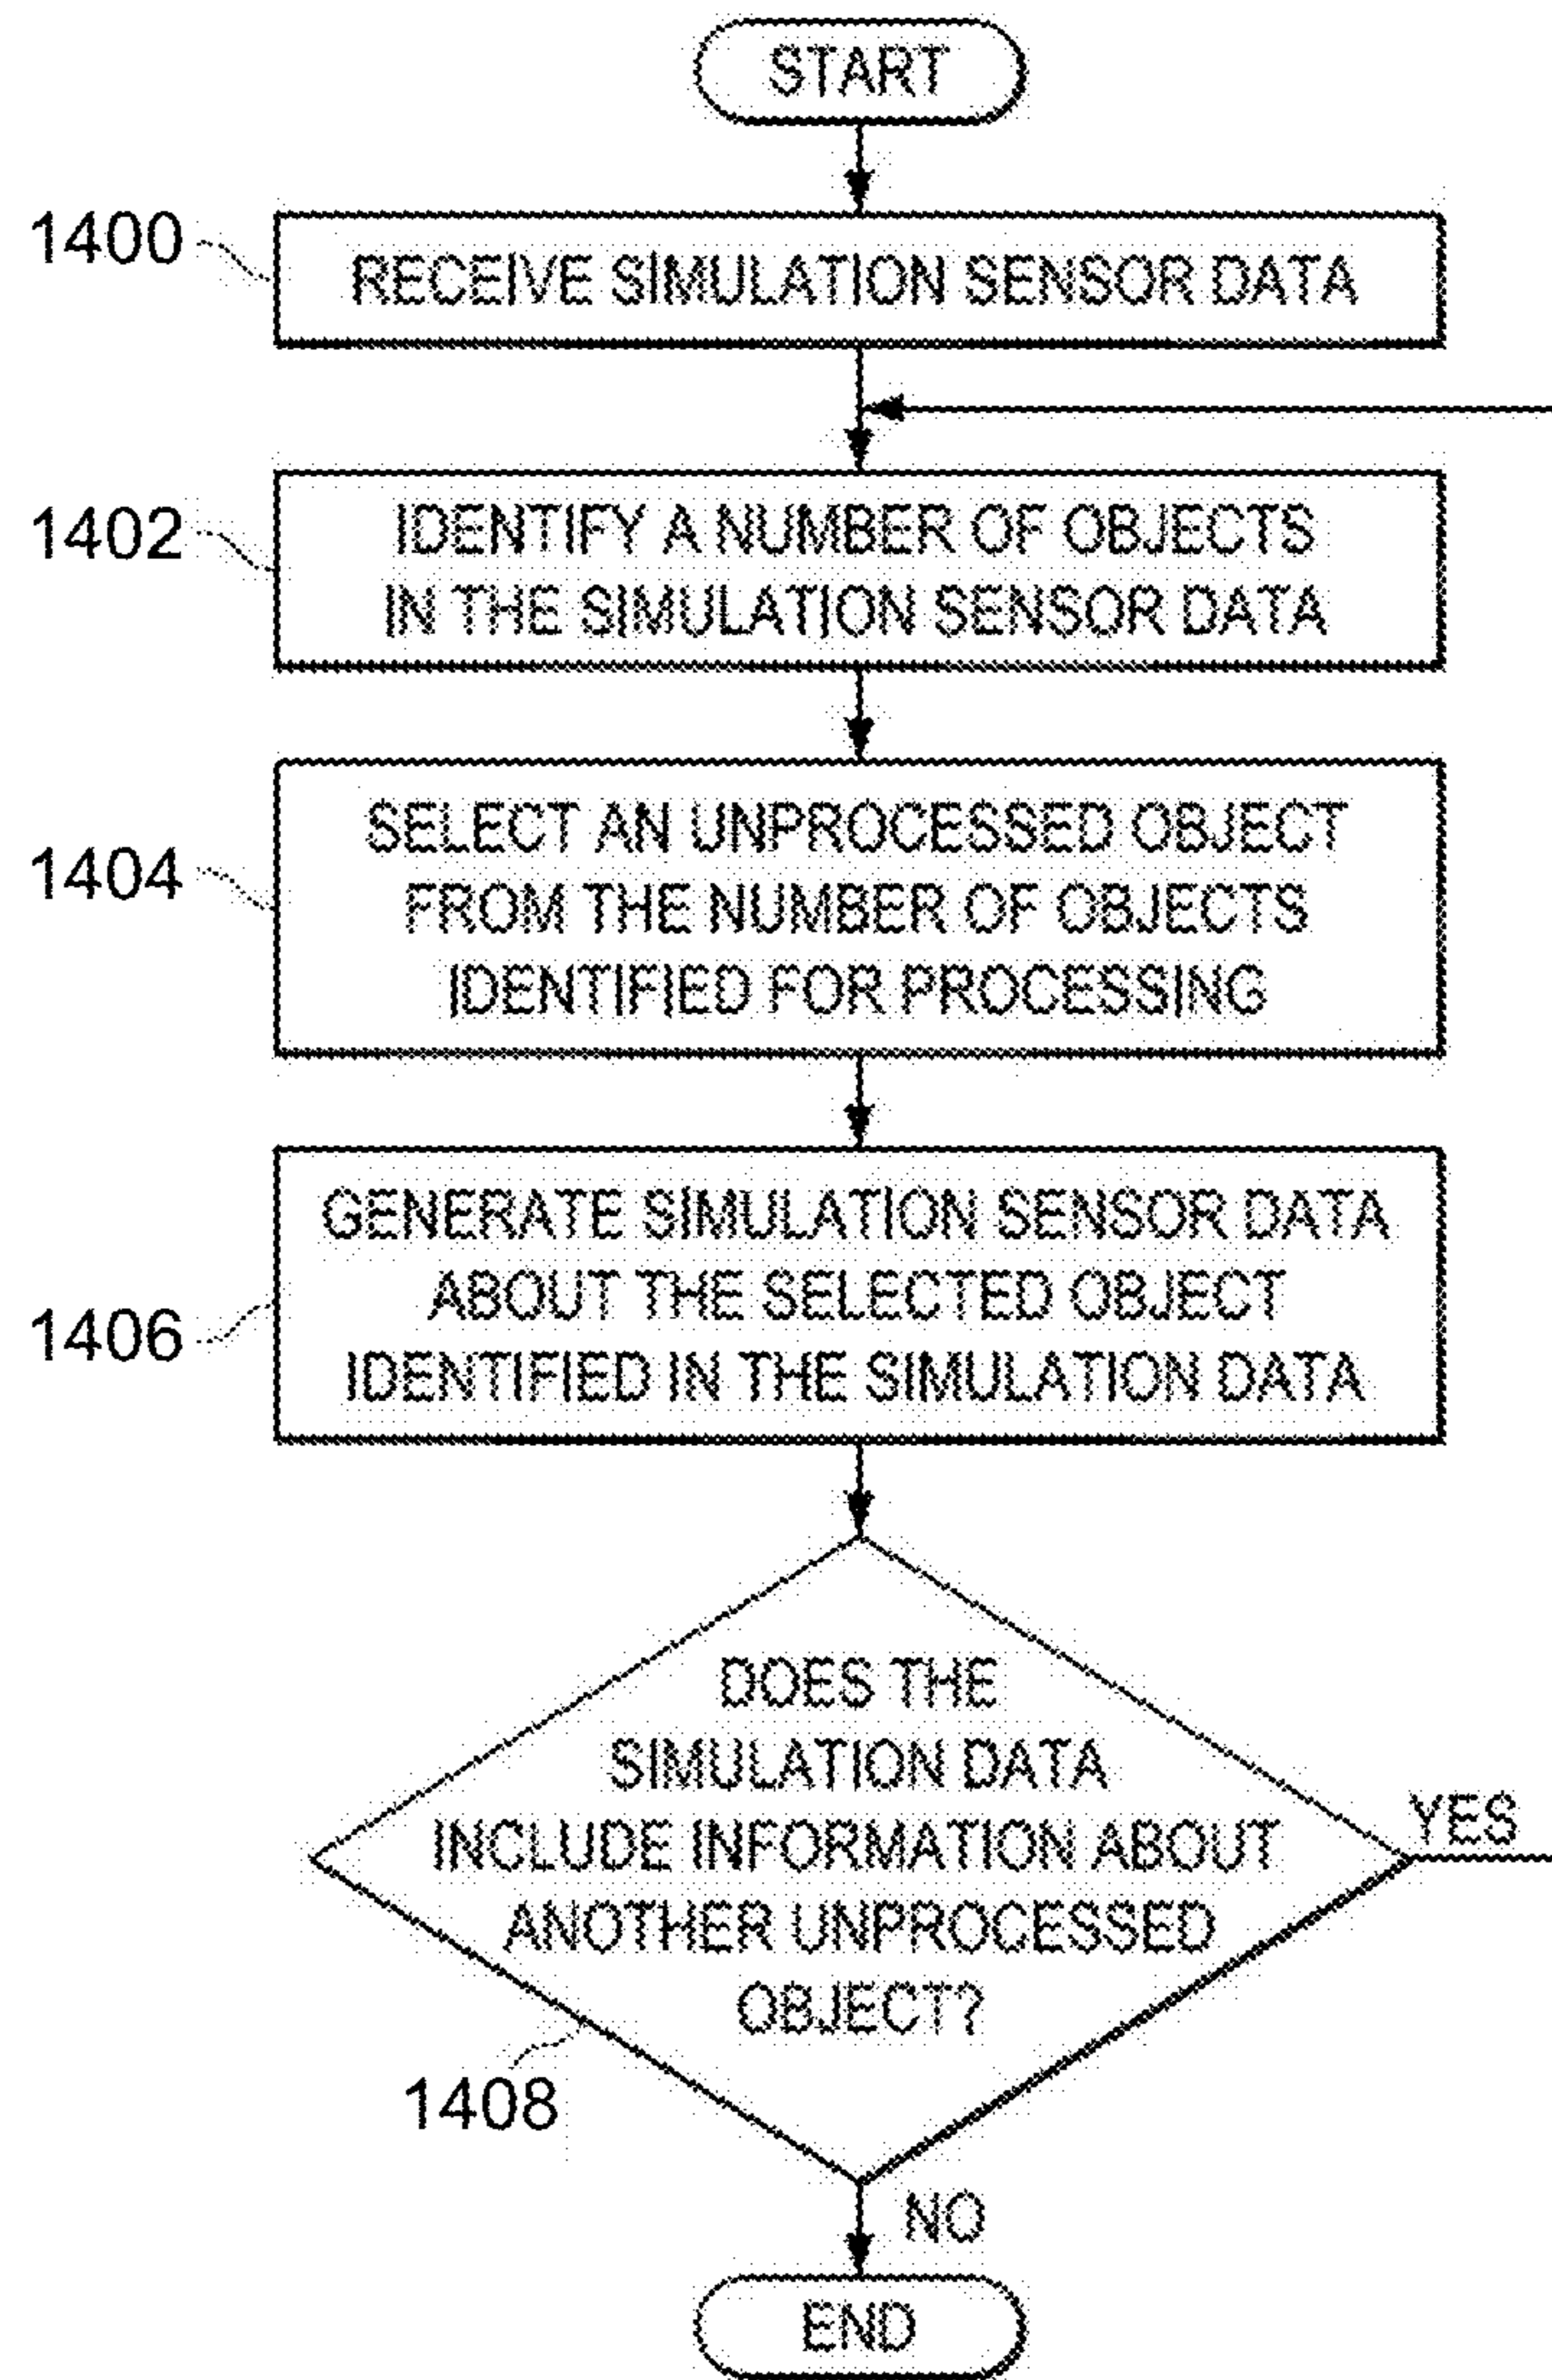 START
1400
RECEIVE SIMULATION SENSOR DATA
1402
IDENTIFY A NUMBER OF OBJECTS
IN THE SIMULATION SENSOR DATA
1404
SELECT AN UNPROCESSED OBJECT
FROM THE NUMBER OF OBJECTS
IDENTIFIED FOR PROCESSING
1406
GENERATE SIMULATION SENSOR DATA
ABOUT THE SELECTED OBJECT
IDENTIFIED IN THE SIMULATION DATA
DOES THE
SIMULATION DATA
INCLUDE INFORMATION ABOUT
ANOTHER UNPROCESSED
OBJECT?
YES
1408
NO
END